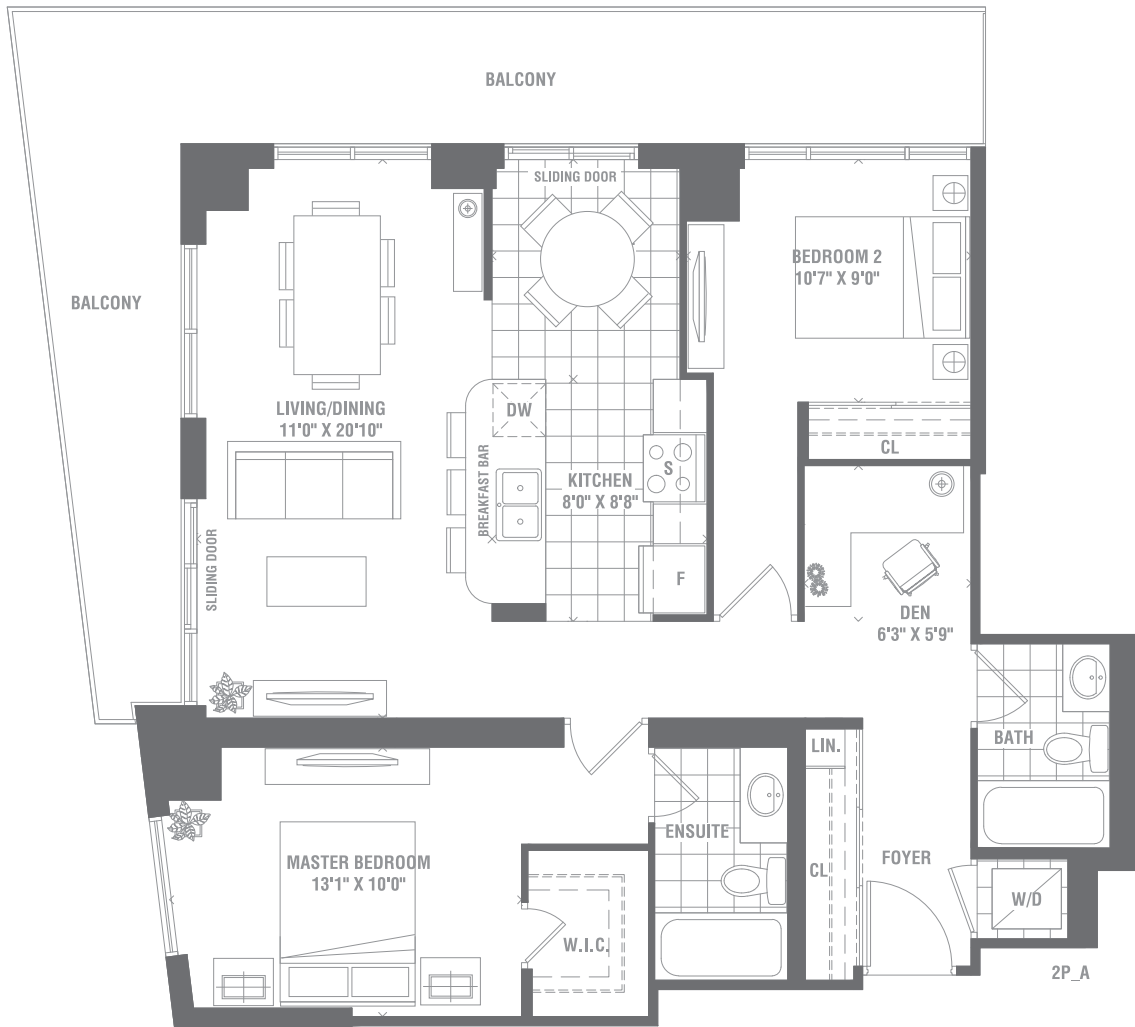 BALCONY
SLIDING DOOR
BEDROOM 2
10'7" X 9'0"
BALCONY
LIVING/DINING
11'0" X 20'10"
DW
CL
BREAKFAST BAR
KITCHEN
8'0" X 8'8"
S
SLIDING DOOR
F
DEN
6'3" X 5'9"
BATH
LIN.
ENSUITE
MASTER BEDROOM
13'1" X 10'0"
CL
FOYER
W/D
W.I.C.
2P_A